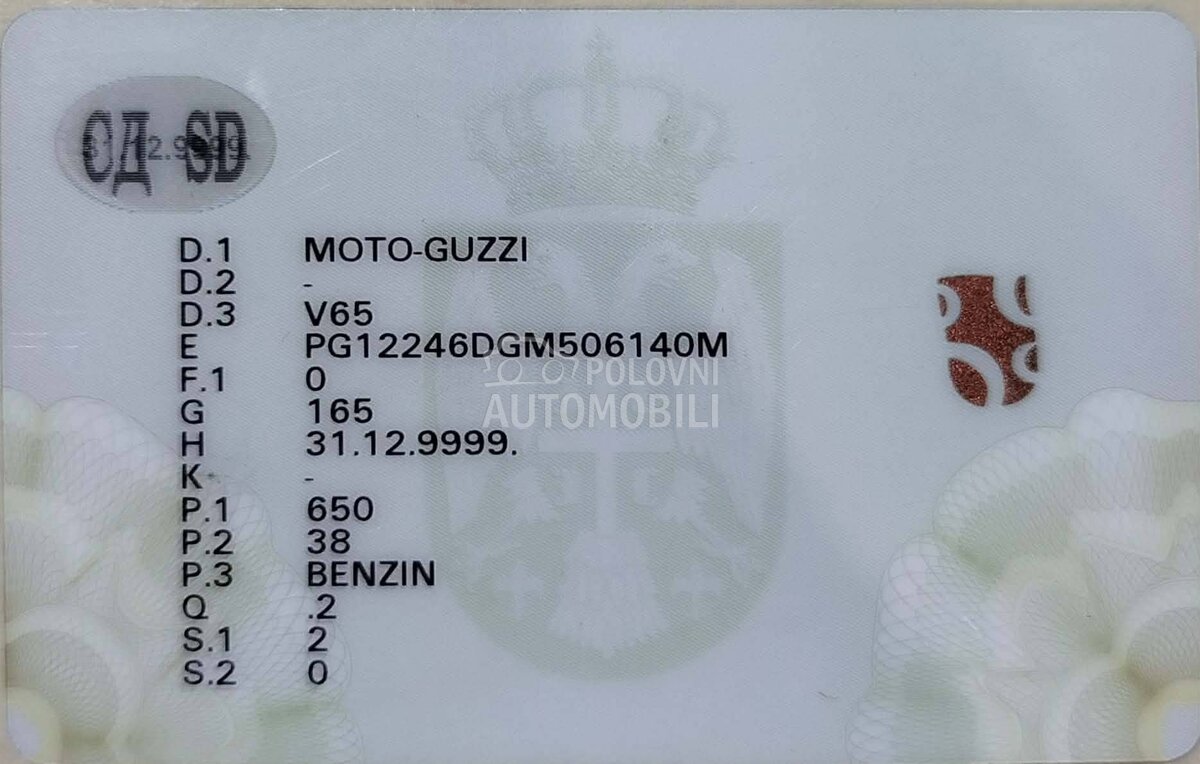 СД SD
D.1 MOTO-GUZZI
D.2 -
D.3 V65
E PG12246DGM506140M
F.1 0
POLOVNI
AUTOMOBILI
G 165
H 31.12.9999.
K -
P.1 650
P.2 38
P.3 BENZIN
Q .2
S.1 2
S.2 0